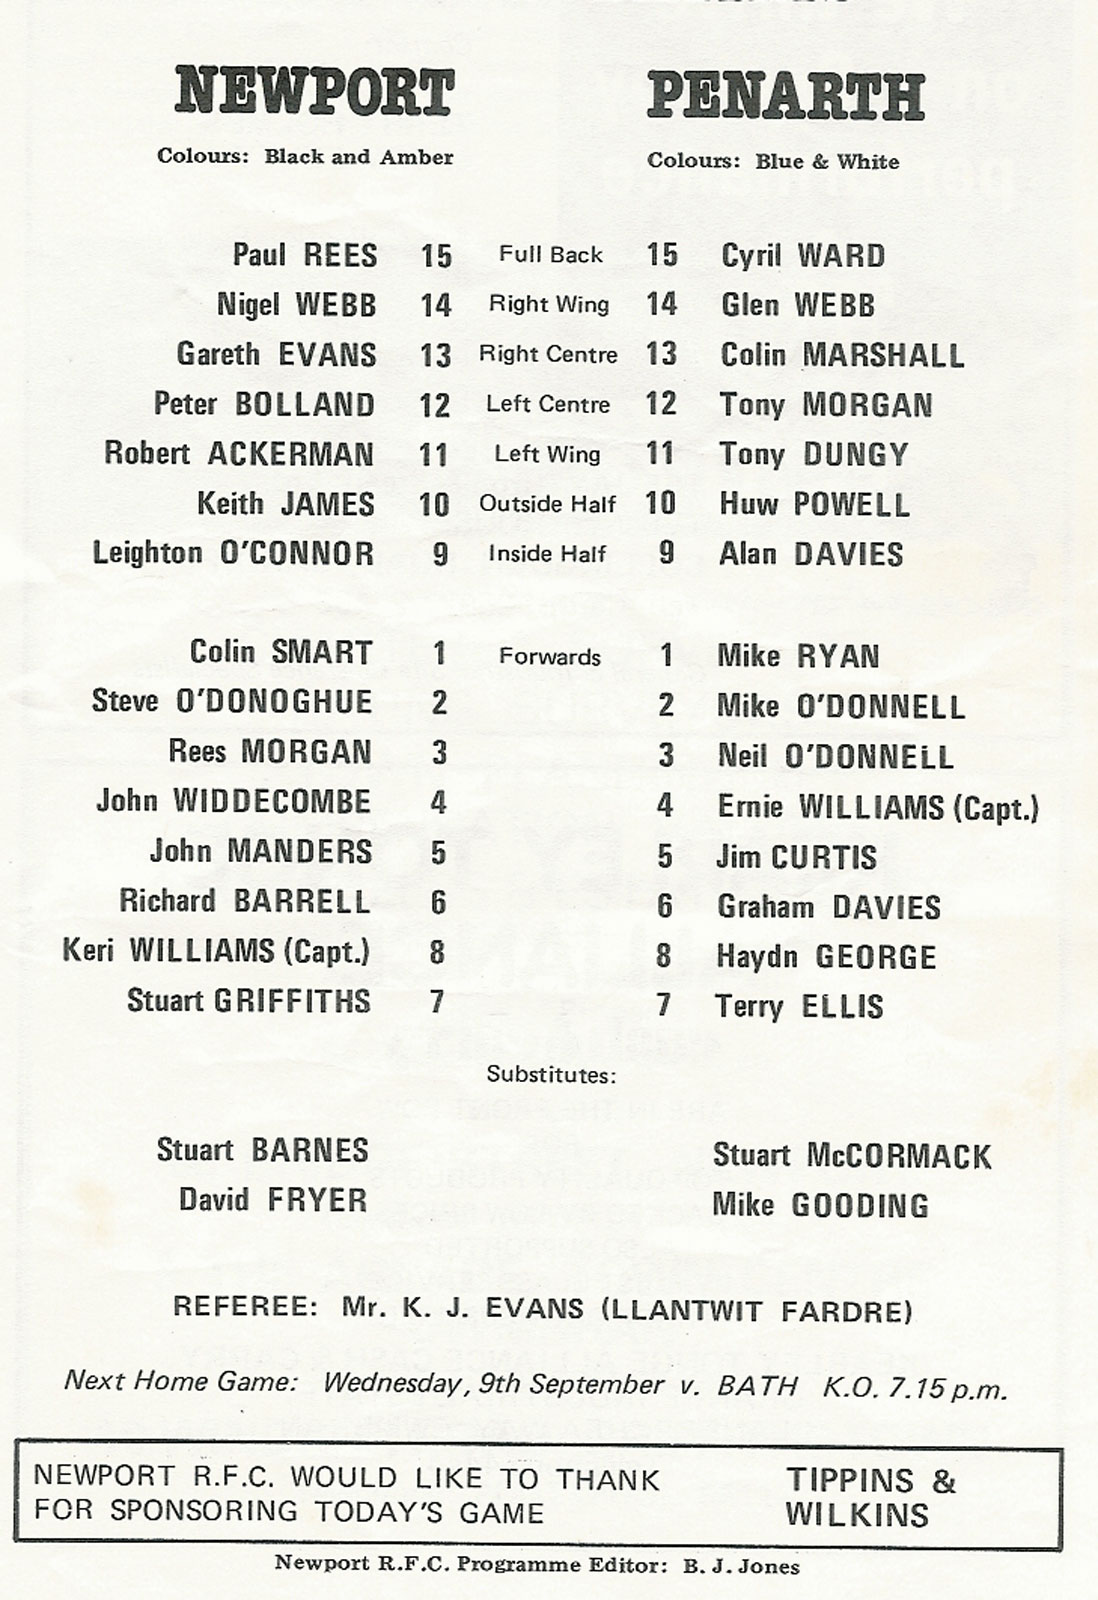 NEWPORT PENARTH
Colours: Black and Amber Colours: Blue & White
Paul REES 15 Full Back 15 Cyril WARD
Nigel WEBB 14 Right Wing 14 Glen WEBB
Gareth EVANS 13 Right Centre 13 Colin MARSHALL
Peter BOLLAND 12 Left Centre 12 Tony MORGAN
Robert ACKERMAN 11 Left Wing 11 Tony DUNGY
Keith JAMES 10 Outside Half 10 Huw POWELL
Leighton O'CONNOR 9 Inside Half 9 Alan DAVIES
Colin SMART 1 Forwards 1 Mike RYAN
Steve O'DONOGHUE 2 2 Mike O'DONNELL
Rees MORGAN 3 3 Neil O'DONNELL
John WIDDECOMBE 4 4 Ernie WILLIAMS (Capt.)
John MANDERS 5 5 Jim CURTIS
Richard BARRELL 6 6 Graham DAVIES
Keri WILLIAMS (Capt.) 8 8 Haydn GEORGE
Stuart GRIFFITHS 7 7 Terry ELLIS
Substitutes:
Stuart BARNES Stuart McCORMACK
David FRYER Mike GOODING
REFEREE: Mr. K. J. EVANS (LLANTWIT FARDRE)
Next Home Game: Wednesday, 9th September v. BATH K.O. 7.15 p.m.
NEWPORT R.F.C. WOULD LIKE TO THANK TIPPINS &
FOR SPONSORING TODAY'S GAME WILKINS
Newport R.F.C. Programme Editor: B. J. Jones